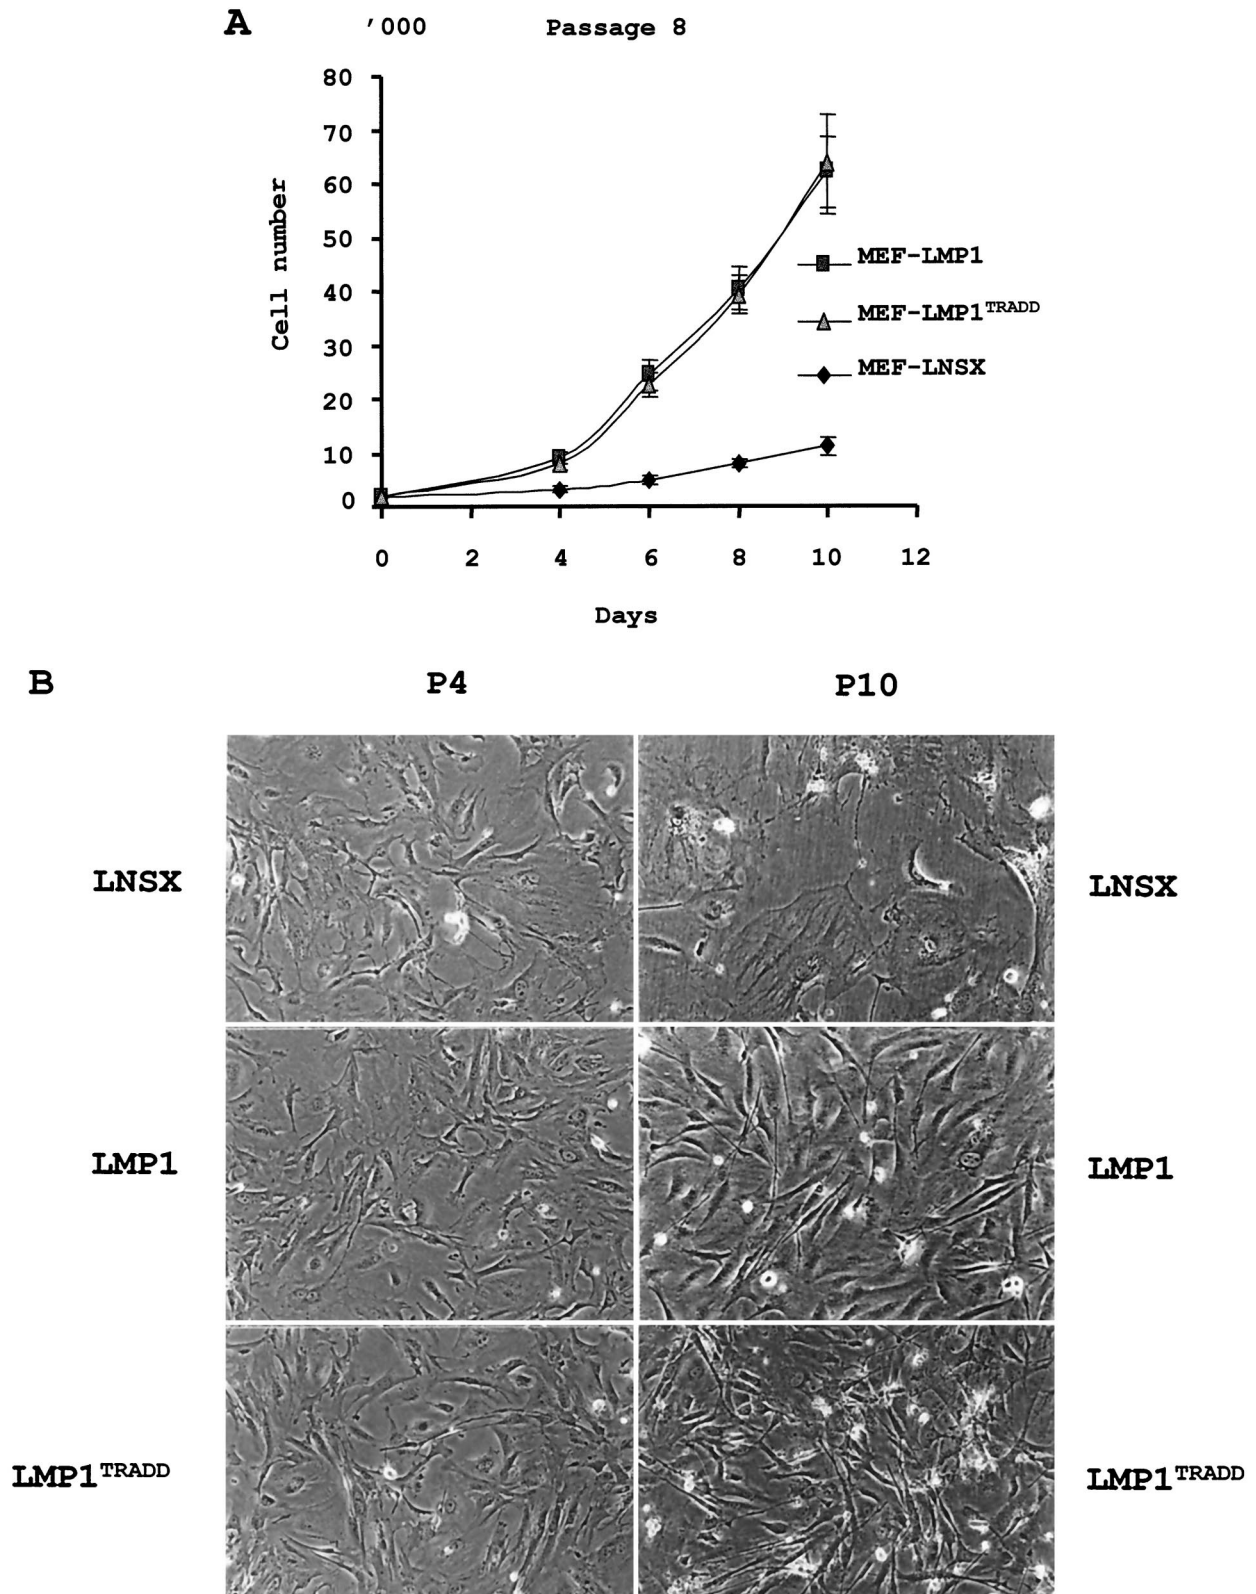 A '000 Passage 8
80
70
60
50
40
30
20
10
0
Cell number
MEF-LMP1
MEF-LMP1TRADD
MEF-LNSX
0 2 4 6 8 10 12
Days
B P4 P10
LNSX LNSX
LMP1 LMP1
LMP1TRADD LMP1TRADD